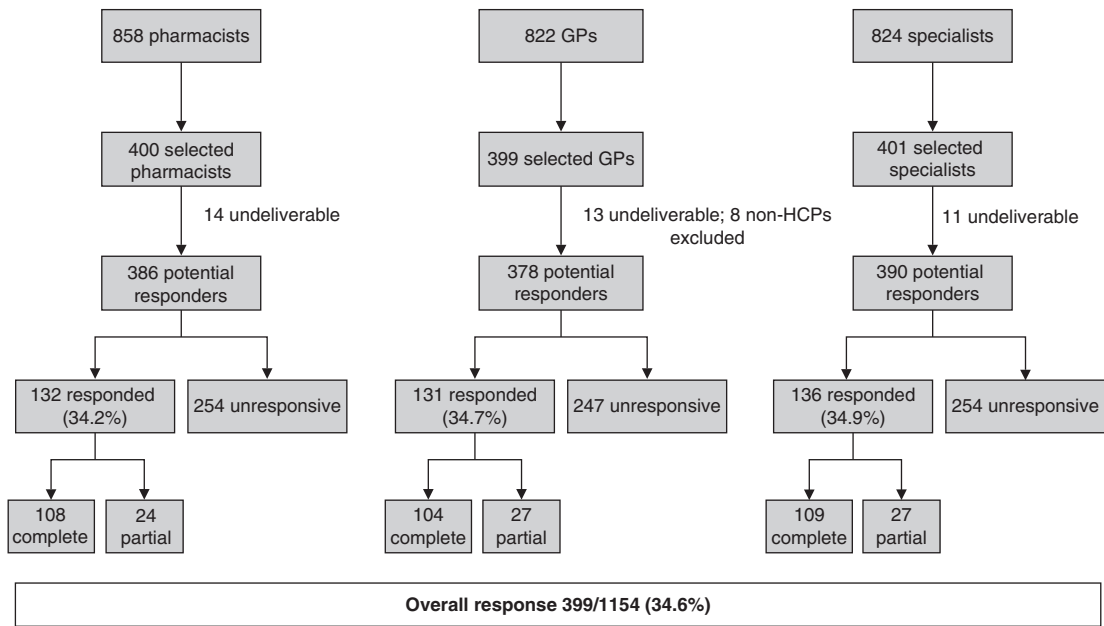 858 pharmacists
822 GPs
824 specialists
400 selected
pharmacists
399 selected GPs
401 selected
specialists
14 undeliverable
13 undeliverable; 8 non-HCPs
excluded
11 undeliverable
386 potential
responders
378 potential
responders
390 potential
responders
132 responded
(34.2%)
254 unresponsive
131 responded
(34.7%)
247 unresponsive
136 responded
(34.9%)
254 unresponsive
108
complete
24
partial
104
complete
27
partial
109
complete
27
partial
Overall response 399/1154 (34.6%)